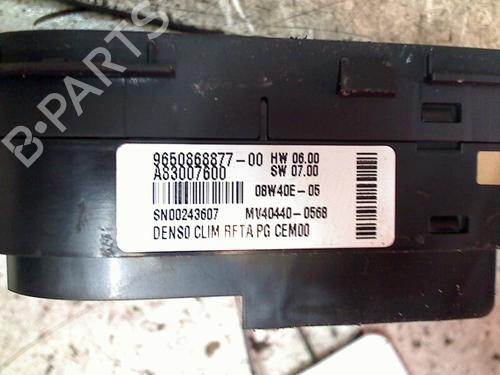 9650868877-00 HW 06.00
A83007600 SW 07.00
08W40E-05
SN00243607 MV40440-0568
DENSO CLIM RFTA PG CEM00
B-PARTS